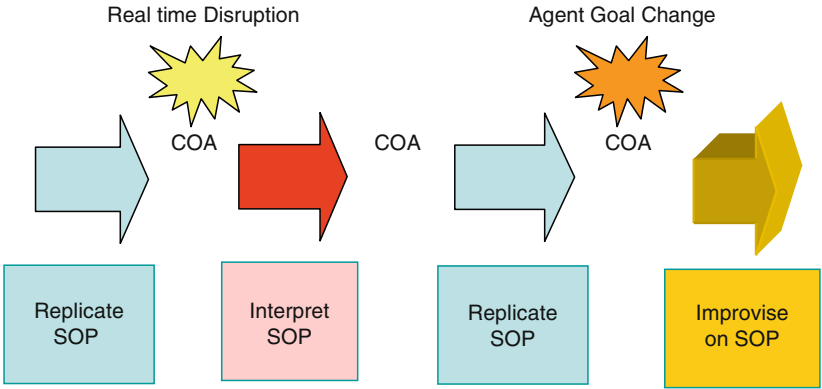 Real time Disruption
Agent Goal Change
COA
COA
COA
Replicate
SOP
Interpret
SOP
Replicate
SOP
Improvise
on SOP